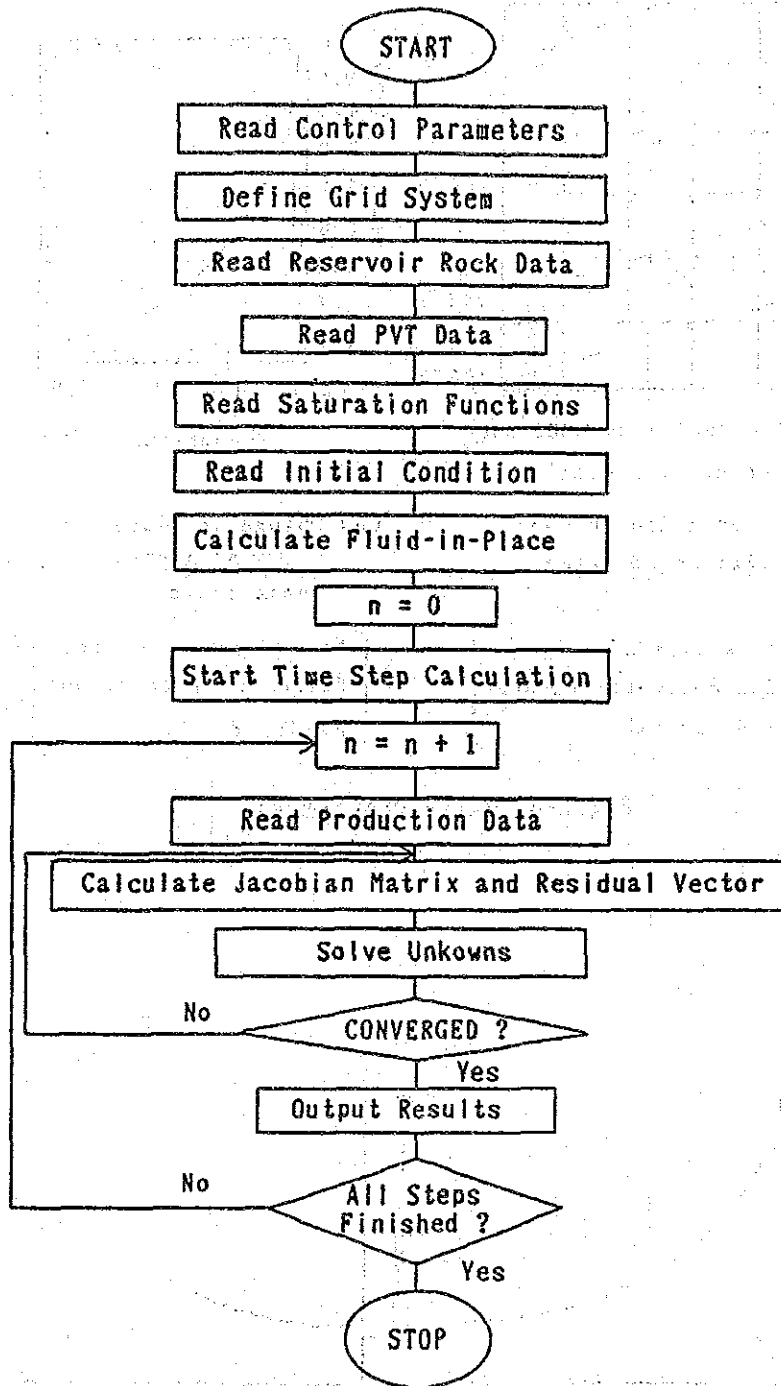 START
Read Control Parameters
Define Grid System
Read Reservoir Rock Data
Read PVT Data
Read Saturation Functions
Read Initial Condition
Calculate Fluid-in-Place
n = 0
Start Time Step Calculation
n = n + 1
Read Production Data
Calculate Jacobian Matrix and Residual Vector
Solve Unkowns
No
CONVERGED ?
Yes
Output Results
No
All Steps
Finished ?
Yes
STOP